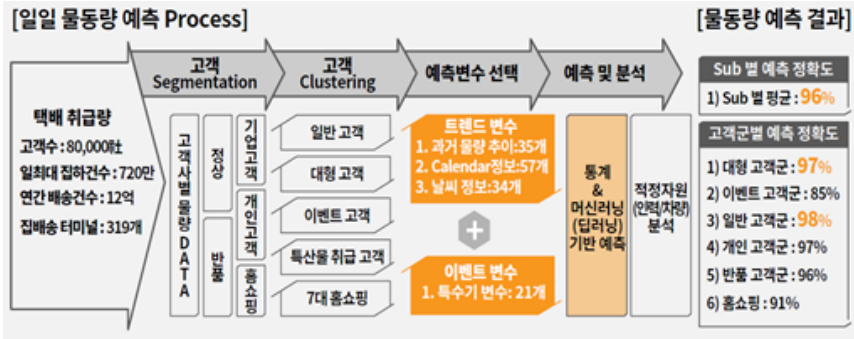 [일일 물동량 예측 Process]
[물동량 예측 결과]
택배 취급량
고객수 : 80,000社
일최대 집하건수 : 720만
연간 배송건수 : 12억
집배송 터미널 : 319개
고객
Segmentation
고객사별 물량 DATA
정상
반품
기업고객
개인고객
홈쇼핑
고객
Clustering
일반 고객
대형 고객
이벤트 고객
특산물 취급 고객
7대 홈쇼핑
예측변수 선택
트렌드 변수
1. 과거 물량 추이:35개
2. Calendar정보:57개
3. 날씨 정보:34개
+
이벤트 변수
1. 특수기 변수: 21개
예측 및 분석
통계
&
머신러닝
(딥러닝)
기반 예측
적정자원
(인력/차량)
분석
Sub 별 예측 정확도
1) Sub 별 평균 : 96%
고객군별 예측 정확도
1) 대형 고객군 : 97%
2) 이벤트 고객군 : 85%
3) 일반 고객군 : 98%
4) 개인 고객군 : 97%
5) 반품 고객군 : 96%
6) 홈쇼핑 : 91%